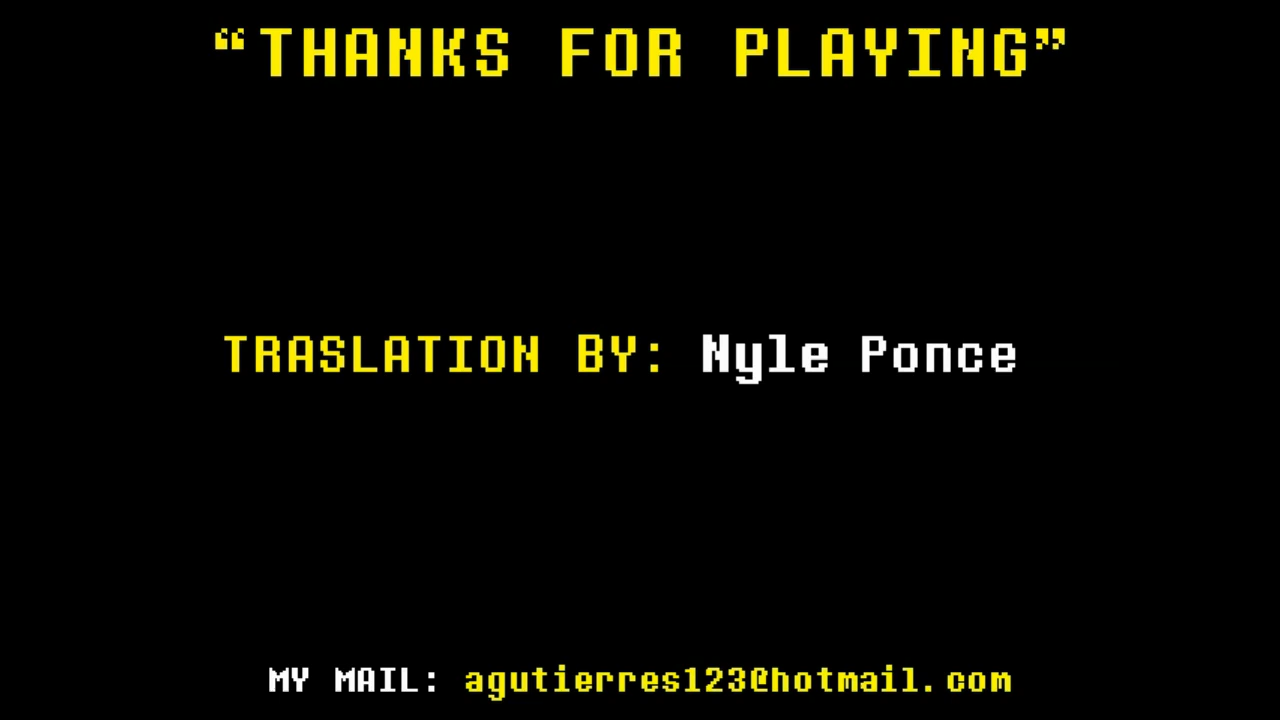 “THANKS FOR PLAYING”
TRASLATION BY: Nyle Ponce
MY MAIL: agutierres123@hotmail.com